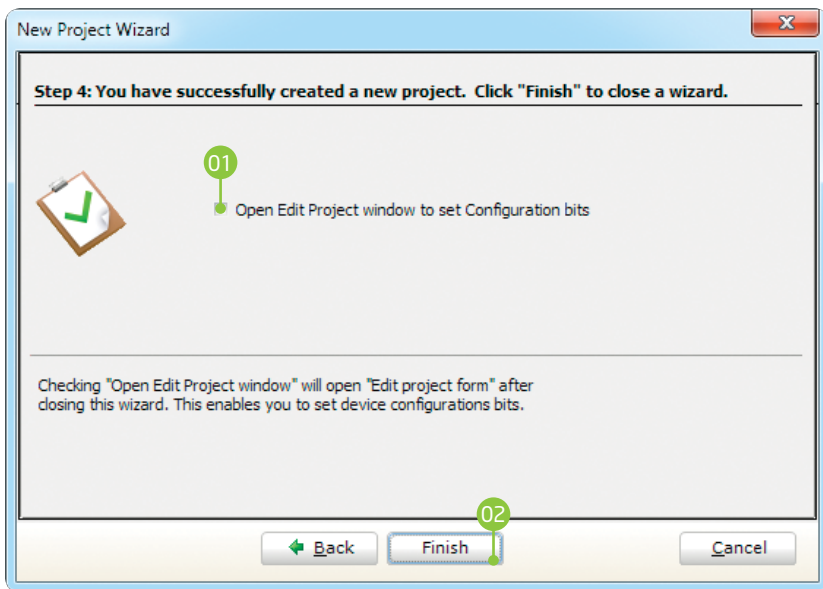 New Project Wizard
X
Step 4: You have successfully created a new project. Click "Finish" to close a wizard.
01
Open Edit Project window to set Configuration bits
Checking "Open Edit Project window" will open "Edit project form" after
closing this wizard. This enables you to set device configurations bits.
02
Back
Finish
Cancel